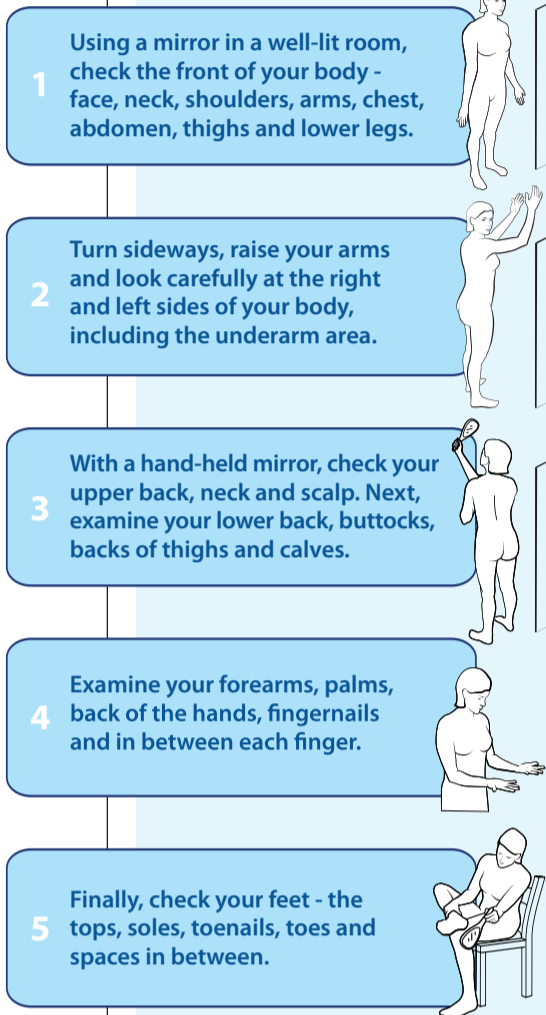 1
Using a mirror in a well-lit room,
check the front of your body -
face, neck, shoulders, arms, chest,
abdomen, thighs and lower legs.
2
Turn sideways, raise your arms
and look carefully at the right
and left sides of your body,
including the underarm area.
3
With a hand-held mirror, check your
upper back, neck and scalp. Next,
examine your lower back, buttocks,
backs of thighs and calves.
4
Examine your forearms, palms,
back of the hands, fingernails
and in between each finger.
5
Finally, check your feet - the
tops, soles, toenails, toes and
spaces in between.